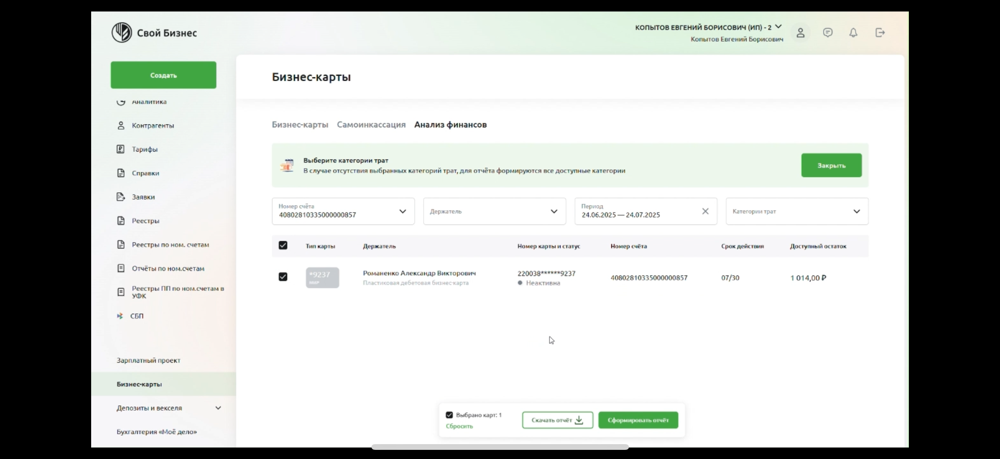 Свой Бизнес
КОПЫТОВ ЕВГЕНИЙ БОРИСОВИЧ (ИП) - 2
Копытов Евгений Борисович
Создать
Аналитика
Контрагенты
Тарифы
Справки
Заявки
Реестры
Реестры по ном. счетам
Отчёты по ном.счетам
Реестры ПП по ном.счетам в
УФК
СБП
Зарплатный проект
Бизнес-карты
Депозиты и векселя
Бухгалтерия «Моё дело»
Бизнес-карты
Бизнес-карты Самоинкассация Анализ финансов
Выберите категории трат
В случае отсутствия выбранных категорий трат, для отчёта формируются все доступные категории
Закрыть
Номер счёта
40802810335000000857
Держатель
Период
24.06.2025 — 24.07.2025
Категории трат
Тип карты Держатель Номер карты и статус Номер счёта Срок действия Доступный остаток
*9237
МИР
Романенко Александр Викторович
Пластиковая дебетовая бизнес-карта
220038******9237
Неактивна
40802810335000000857
07/30
1 014,00 ₽
Выбрано карт: 1
Сбросить
Скачать отчёт
Сформировать отчёт